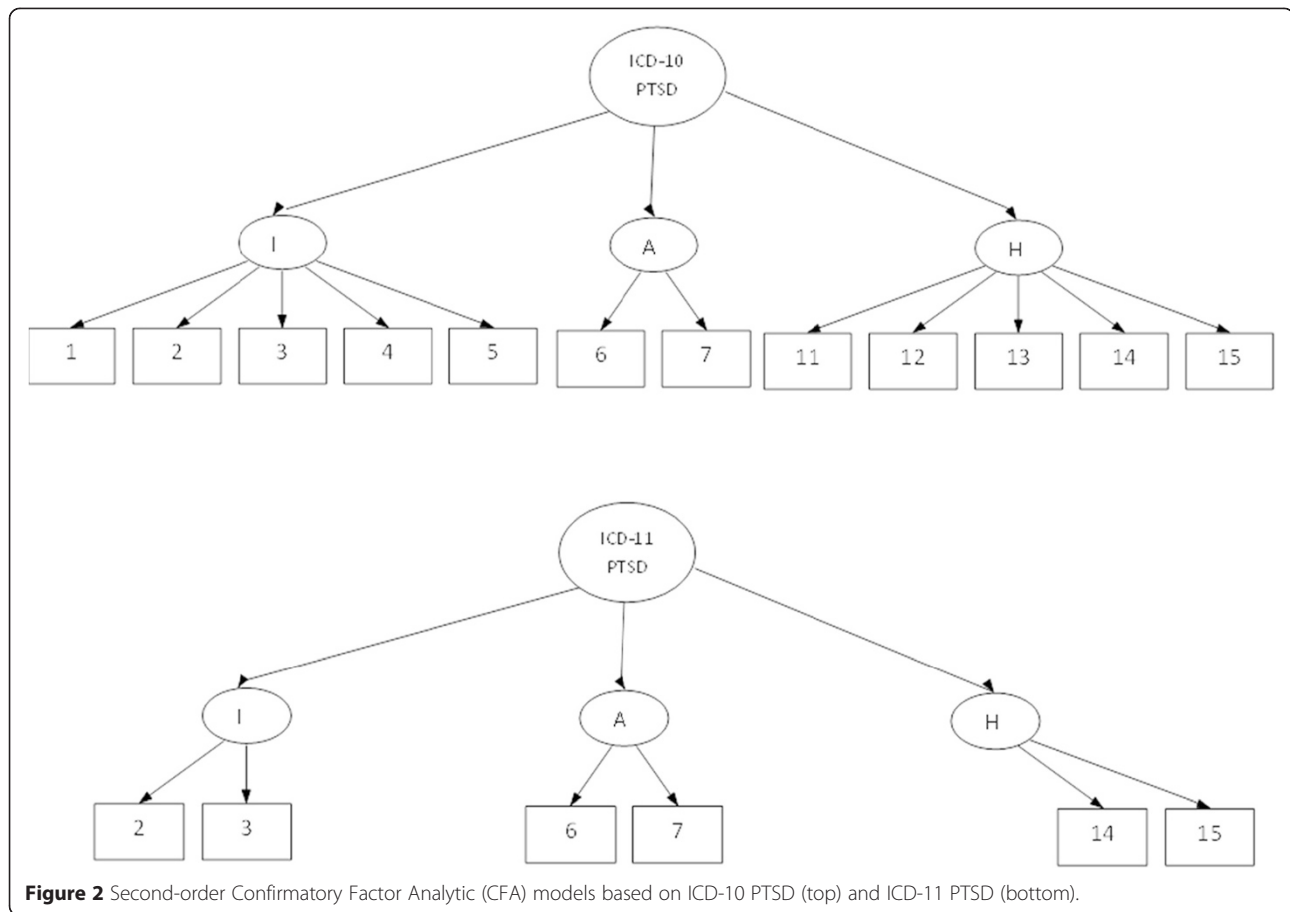 ICD-10
PTSD
I
A
H
1 2 3 4 5 6 7 11 12 13 14 15
ICD-11
PTSD
I
A
H
2 3 6 7 14 15
Figure 2 Second-order Confirmatory Factor Analytic (CFA) models based on ICD-10 PTSD (top) and ICD-11 PTSD (bottom).